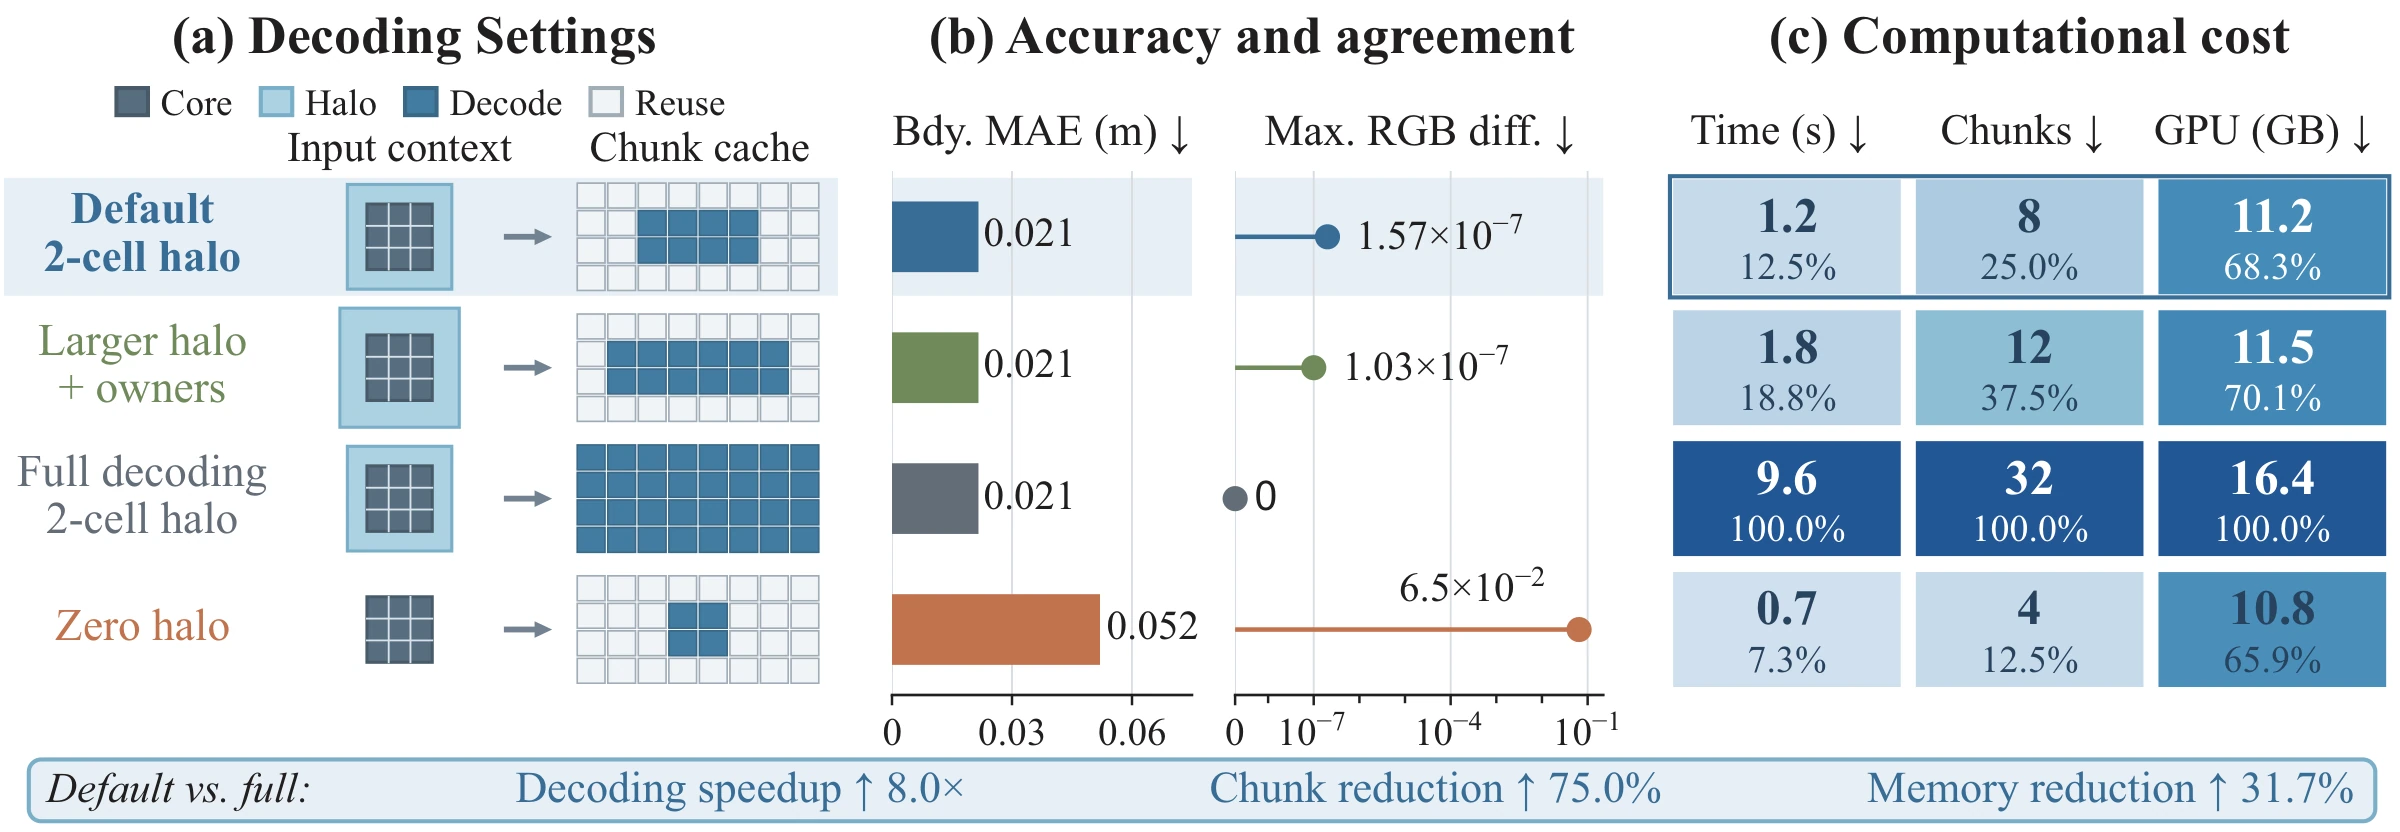 (a) Decoding Settings
Core Halo Decode Reuse
Input context Chunk cache
Default
2-cell halo
Larger halo
+ owners
Full decoding
2-cell halo
Zero halo
(b) Accuracy and agreement
Bdy. MAE (m) ↓ Max. RGB diff. ↓
0.021 1.57×10⁻⁷
0.021 1.03×10⁻⁷
0.021 0
0.052 6.5×10⁻²
0 0.03 0.06 0 10⁻⁷ 10⁻⁴ 10⁻¹
(c) Computational cost
Time (s) ↓ Chunks ↓ GPU (GB) ↓
1.2 8 11.2
12.5% 25.0% 68.3%
1.8 12 11.5
18.8% 37.5% 70.1%
9.6 32 16.4
100.0% 100.0% 100.0%
0.7 4 10.8
7.3% 12.5% 65.9%
Default vs. full: Decoding speedup ↑ 8.0× Chunk reduction ↑ 75.0% Memory reduction ↑ 31.7%